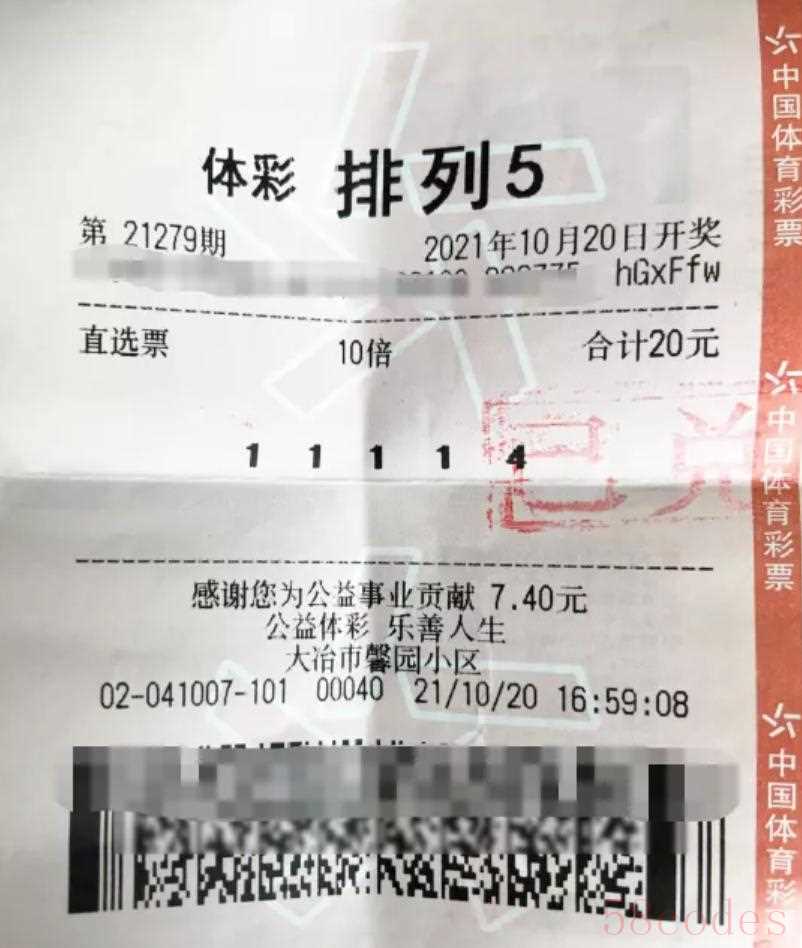 体彩 排列5
第 21279期 2021年10月20日开奖
hGxFfw
直选票 10倍 合计20元
1 1 1 1 4
已兑
感谢您为公益事业贡献 7.40元
公益体彩 乐善人生
大冶市馨园小区
02-041007-101 00040 21/10/20 16:59:08
中国体育彩票
中国体育彩票
中国体育彩
58codes